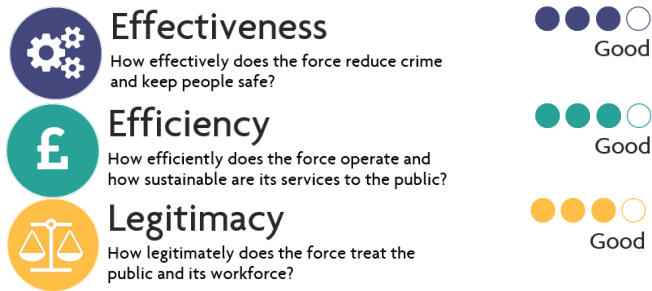 Effectiveness
Good
How effectively does the force reduce crime
and keep people safe?
Efficiency
Good
How efficiently does the force operate and
how sustainable are its services to the public?
£
Legitimacy
Good
How legitimately does the force treat the
public and its workforce?